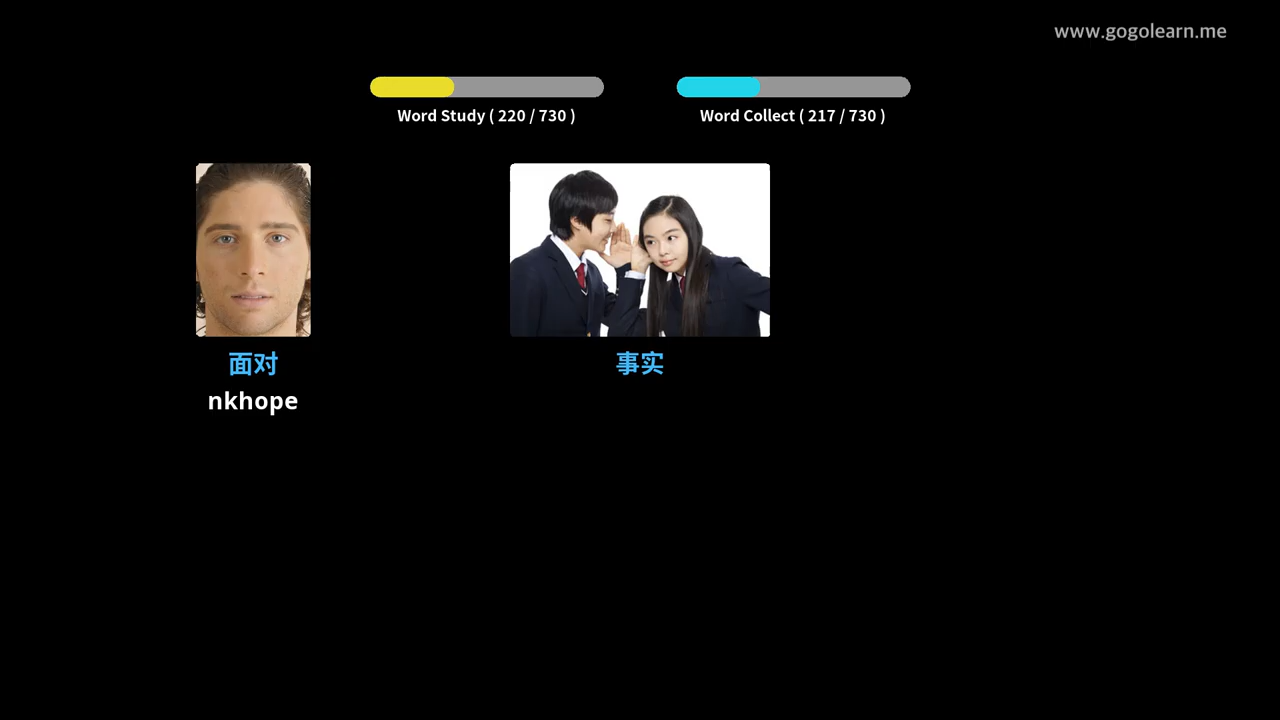 www.gogolearn.me
Word Study ( 220 / 730 )
Word Collect ( 217 / 730 )
面对
事实
nkhope